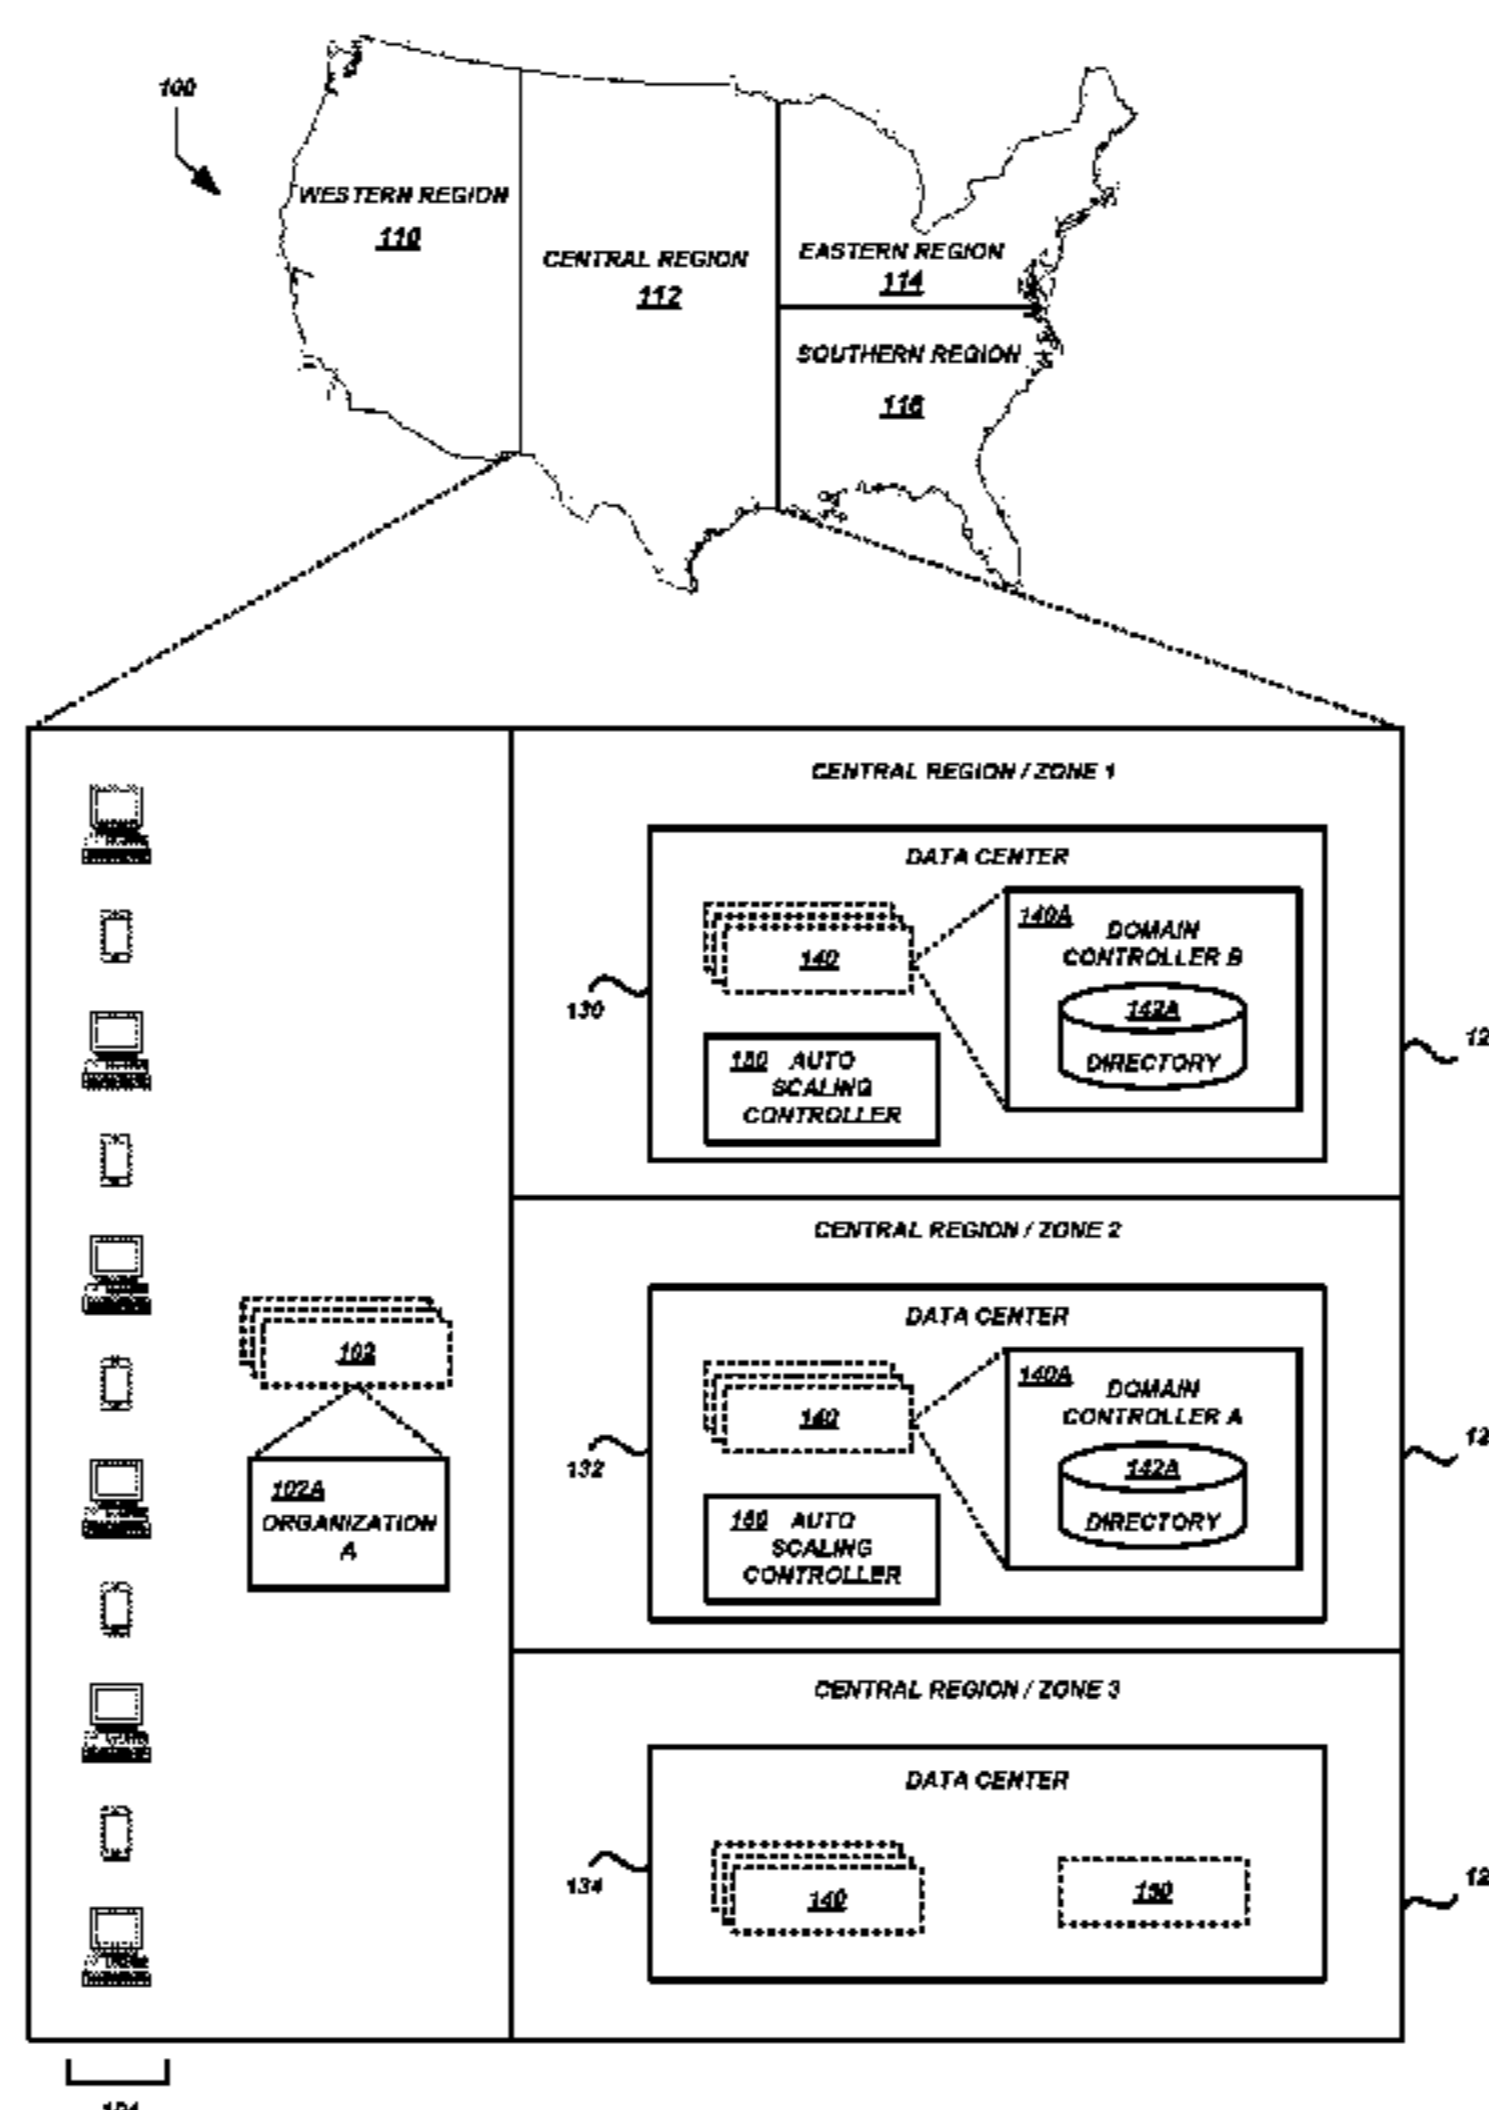 100
WESTERN REGION
110
CENTRAL REGION
112
EASTERN REGION
114
SOUTHERN REGION
116
CENTRAL REGION / ZONE 1
DATA CENTER
140
140A
DOMAIN
CONTROLLER B
142A
DIRECTORY
150 AUTO
SCALING
CONTROLLER
130
12
CENTRAL REGION / ZONE 2
DATA CENTER
140
140A
DOMAIN
CONTROLLER A
142A
DIRECTORY
150 AUTO
SCALING
CONTROLLER
132
12
102
102A
ORGANIZATION
A
CENTRAL REGION / ZONE 3
DATA CENTER
140
150
134
12